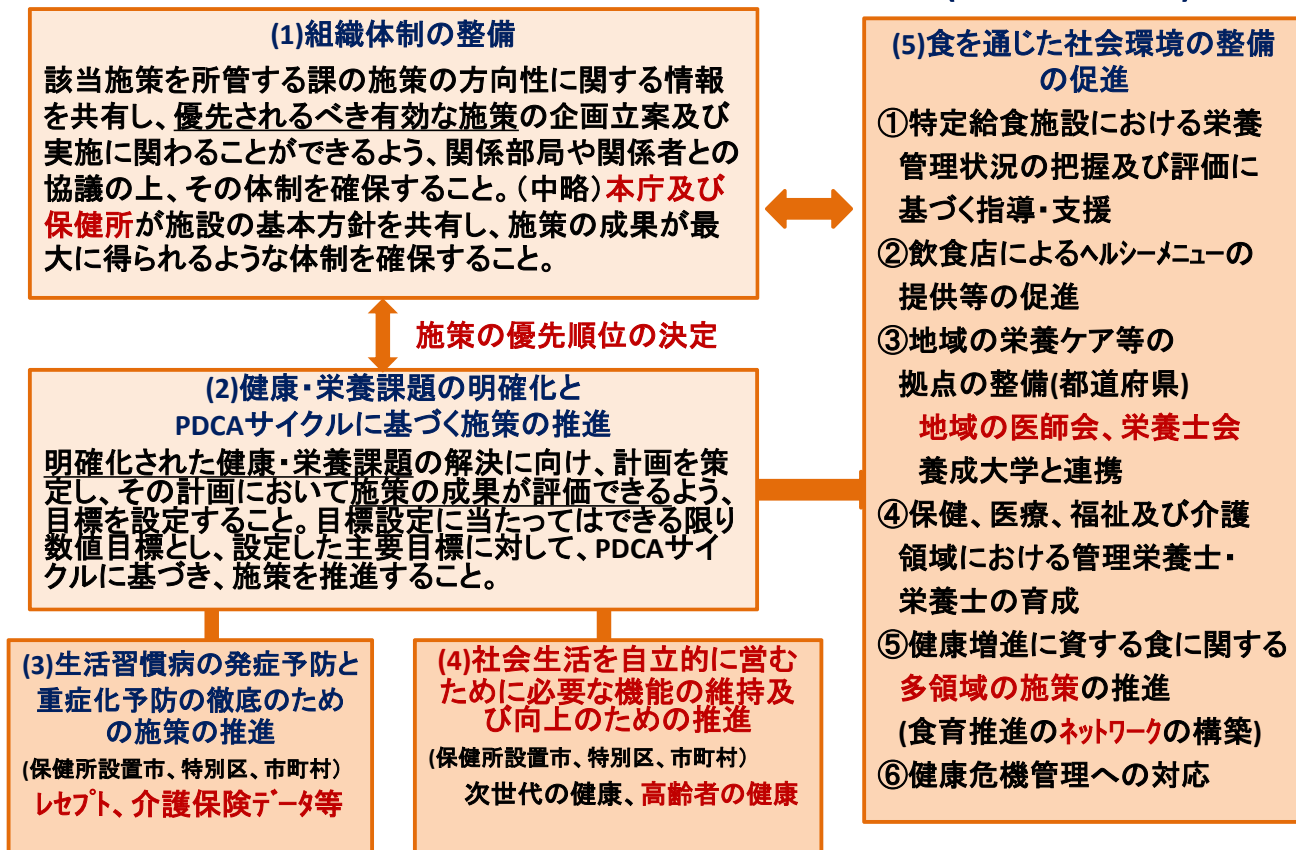 (1)組織体制の整備
該当施策を所管する課の施策の方向性に関する情報
を共有し、優先されるべき有効な施策の企画立案及び
実施に関わることができるよう、関係部局や関係者との
協議の上、その体制を確保すること。（中略）本庁及び
保健所が施設の基本方針を共有し、施策の成果が最
大に得られるような体制を確保すること。
施策の優先順位の決定
(2)健康・栄養課題の明確化と
PDCAサイクルに基づく施策の推進
明確化された健康・栄養課題の解決に向け、計画を策
定し、その計画において施策の成果が評価できるよう、
目標を設定すること。目標設定に当たってはできる限り
数値目標とし、設定した主要目標に対して、PDCAサイ
クルに基づき、施策を推進すること。
(3)生活習慣病の発症予防と
重症化予防の徹底のため
の施策の推進
(保健所設置市、特別区、市町村）
レセプト、介護保険データ等
(4)社会生活を自立的に営む
ために必要な機能の維持及
び向上のための推進
(保健所設置市、特別区、市町村）
次世代の健康、高齢者の健康
(5)食を通じた社会環境の整備
の促進
①特定給食施設における栄養
管理状況の把握及び評価に
基づく指導・支援
②飲食店によるヘルシーメニューの
提供等の促進
③地域の栄養ケア等の
拠点の整備(都道府県)
地域の医師会、栄養士会
養成大学と連携
④保健、医療、福祉及び介護
領域における管理栄養士・
栄養士の育成
⑤健康増進に資する食に関する
多領域の施策の推進
(食育推進のネットワークの構築)
⑥健康危機管理への対応